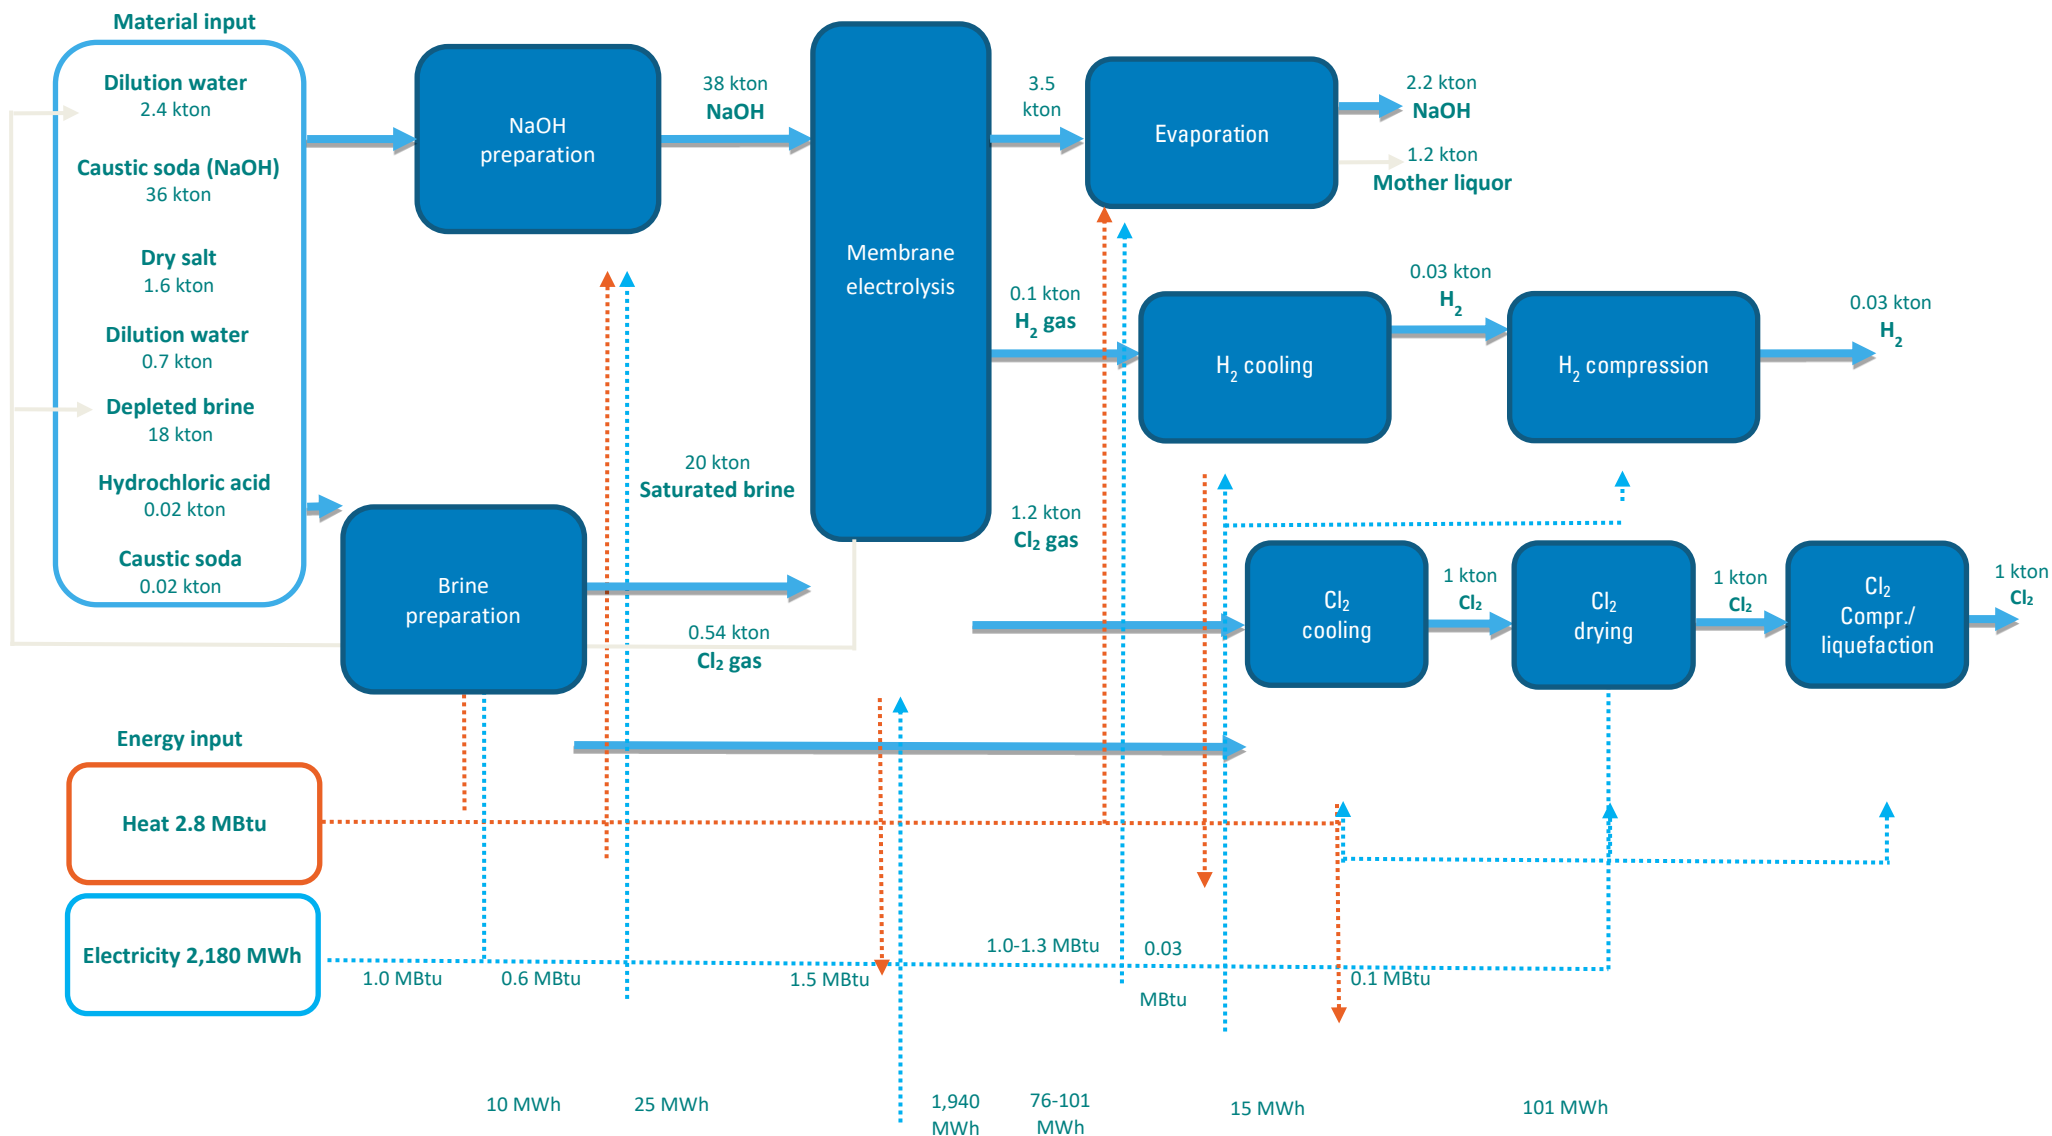 Material input
Dilution water
2.4 kton
Caustic soda (NaOH)
36 kton
Dry salt
1.6 kton
Dilution water
0.7 kton
Depleted brine
18 kton
Hydrochloric acid
0.02 kton
Caustic soda
0.02 kton
NaOH
preparation
38 kton
NaOH
Membrane
electrolysis
3.5
kton
Evaporation
2.2 kton
NaOH
1.2 kton
Mother liquor
0.1 kton
H₂ gas
H₂ cooling
0.03 kton
H₂
H₂ compression
0.03 kton
H₂
Brine
preparation
20 kton
Saturated brine
0.54 kton
Cl₂ gas
1.2 kton
Cl₂ gas
Cl₂
cooling
1 kton
Cl₂
Cl₂
drying
1 kton
Cl₂
Cl₂
Compr./
liquefaction
1 kton
Cl₂
Energy input
Heat 2.8 MBtu
Electricity 2,180 MWh
1.0 MBtu
0.6 MBtu
1.5 MBtu
1.0-1.3 MBtu
0.03
MBtu
0.1 MBtu
10 MWh
25 MWh
1,940
MWh
76-101
MWh
15 MWh
101 MWh